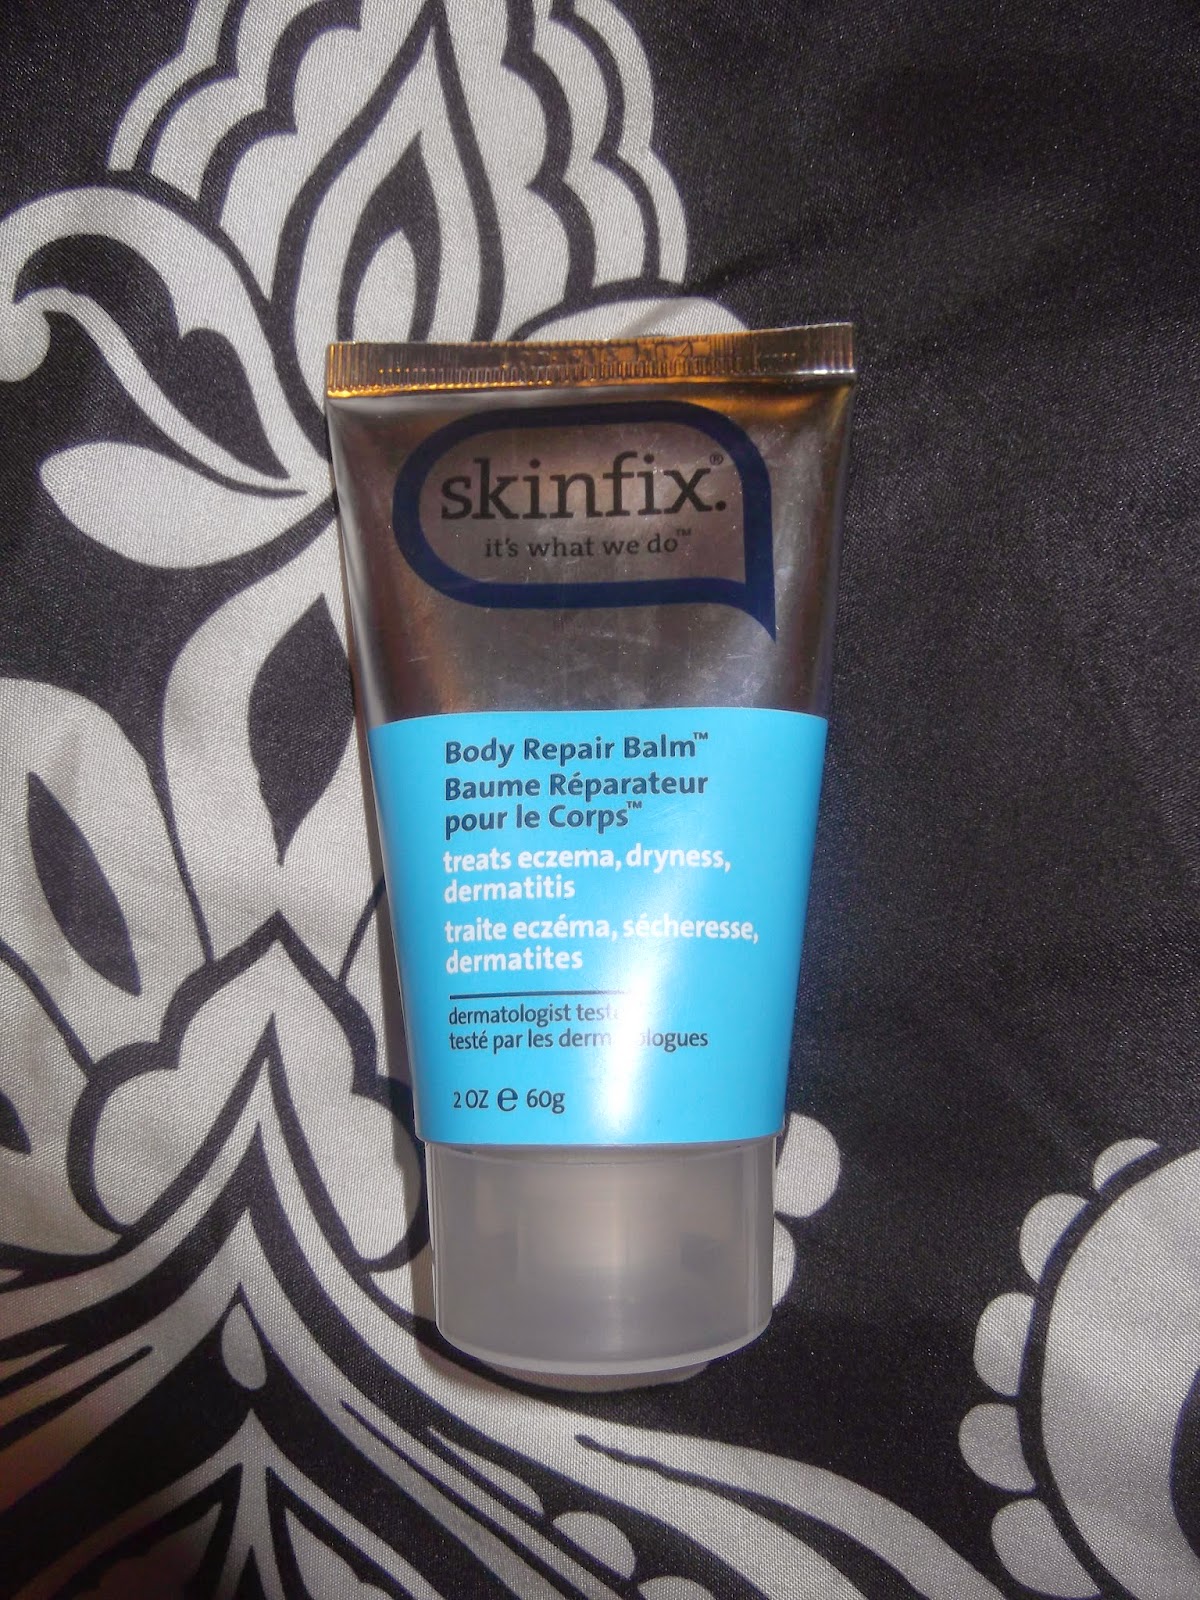 skinfix®.
it's what we do™
Body Repair Balm™
Baume Réparateur
pour le Corps™
treats eczema, dryness,
dermatitis
traite eczéma, sécheresse,
dermatites
dermatologist
testé par les
2 OZ e 60g